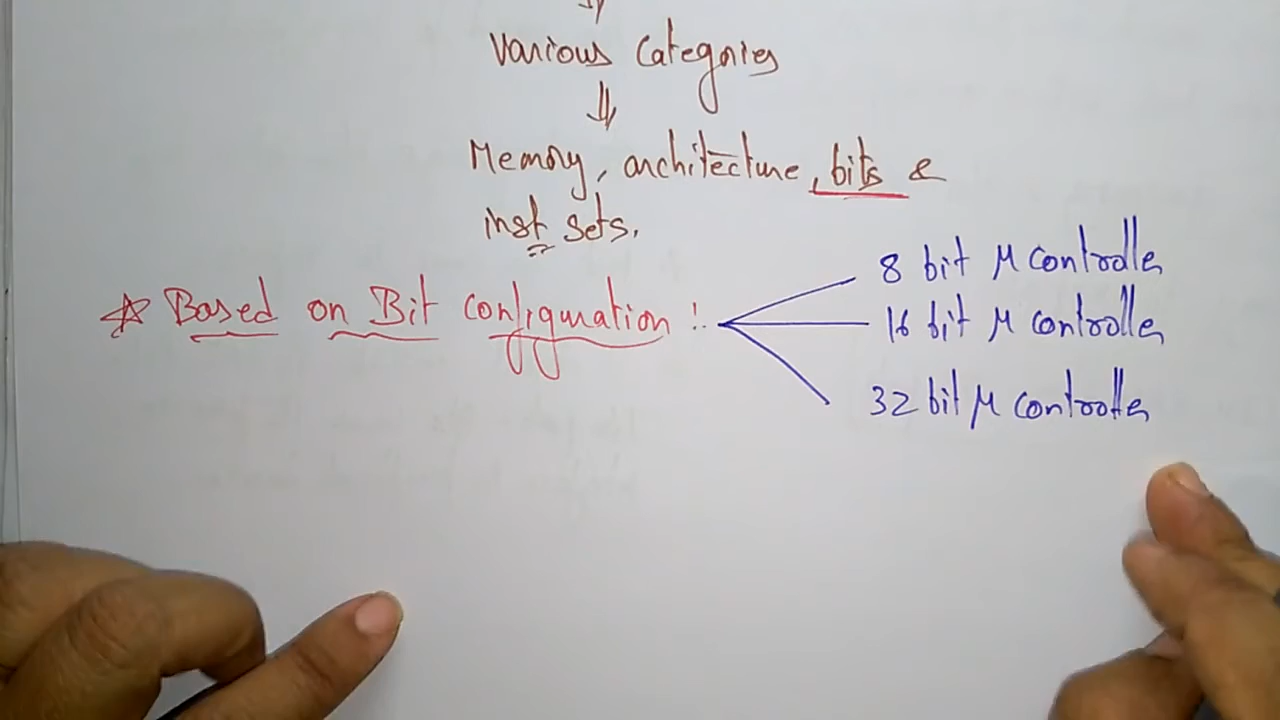 Various Categories
⇓
Memory, architecture, bits &
inst sets.
☆ Based on Bit configuration :
8 bit μ controller
16 bit μ controller
32 bit μ controller